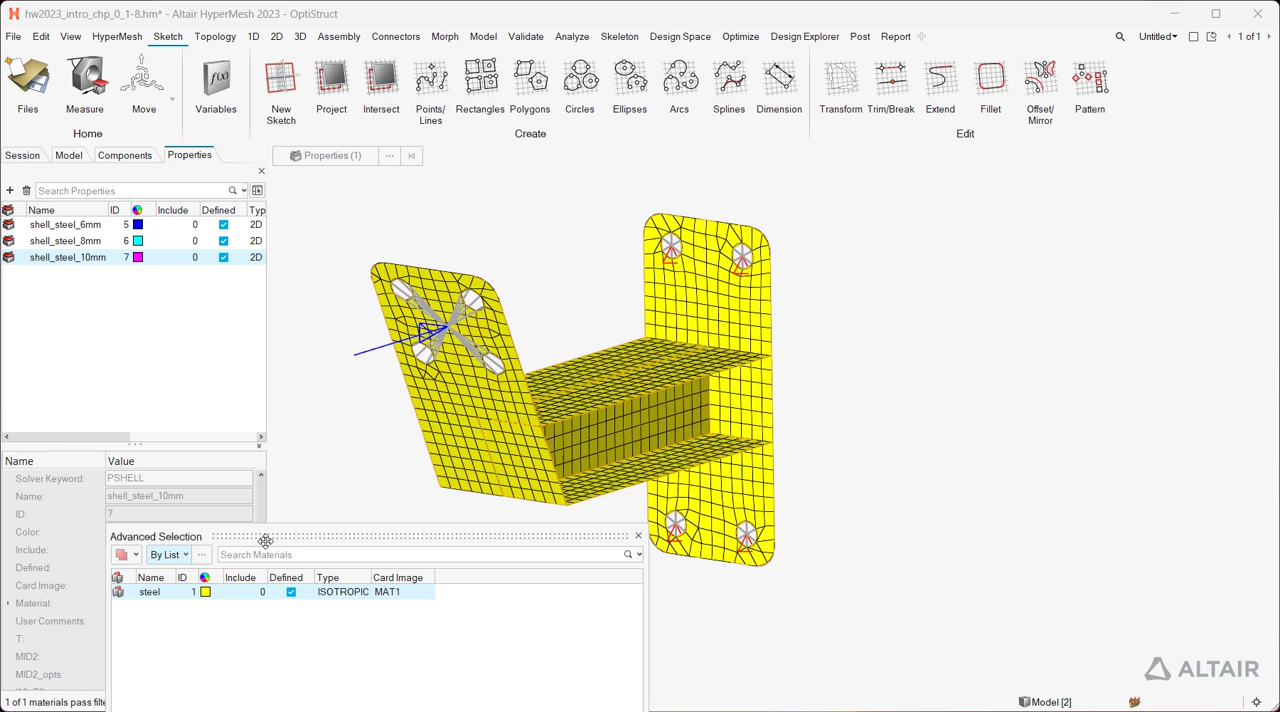 hw2023_intro_chp_0_1-8.hm* - Altair HyperMesh 2023 - OptiStruct
File Edit View HyperMesh Sketch Topology 1D 2D 3D Assembly Connectors Morph Model Validate Analyze Skeleton Design Space Optimize Design Explorer Post Report Untitled 1 of 1
Files Measure Move Variables New Sketch Project Intersect Points/Lines Rectangles Polygons Circles Ellipses Arcs Splines Dimension Transform Trim/Break Extend Fillet Offset/Mirror Pattern
Home Create Edit
Session Model Components Properties Properties (1) ...
Search Properties
Name ID Include Defined Typ
shell_steel_6mm 5 0 2D
shell_steel_8mm 6 0 2D
shell_steel_10mm 7 0 2D
Name Value
Solver Keyword: PSHELL
Name: shell_steel_10mm
ID: 7
Color:
Include:
Defined:
Card Image:
Material:
User Comments:
T:
MID2:
MID2_opts:
Advanced Selection
By List ... Search Materials
Name ID Include Defined Type Card Image
steel 1 0 ISOTROPIC MAT1
1 of 1 materials pass filte
ALTAIR
Model [2]